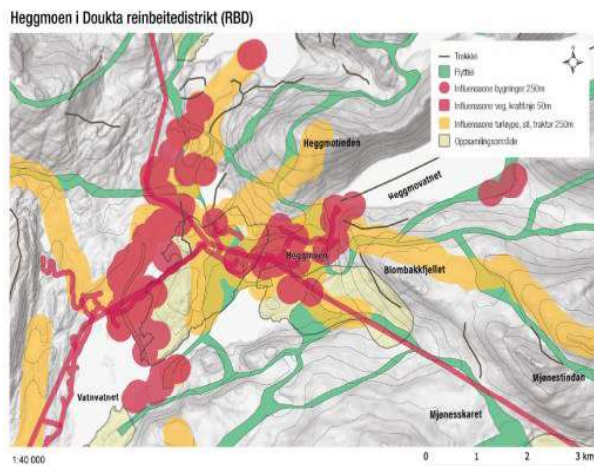 Heggmoen i Doukta reinbeitedistrikt (RBD)
Trekklei
Flyttlei
Influenssone bygninger 250m
Influenssone veg, kraftlinje 50m
Influenssone turløype, sti, traktor 250m
Oppsamlingsområde
Heggmotinden
Heggmovatnet
Heggmoen
Blombakkfjellet
Mjønestindan
Vatnvatnet
Mjønesskaret
1:40 000
0 1 2 3 km